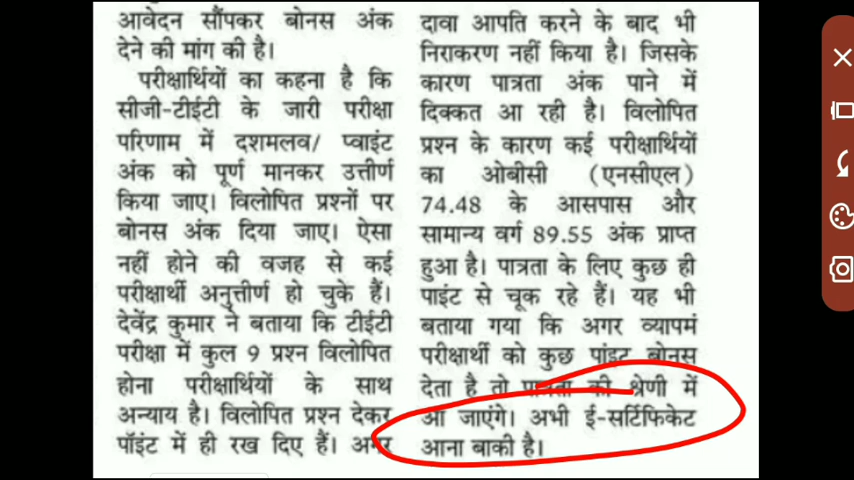 आवेदन सौंपकर बोनस अंक
देने की मांग की है।
परीक्षार्थियों का कहना है कि
सीजी-टीईटी के जारी परीक्षा
परिणाम में दशमलव/ प्वाइंट
अंक को पूर्ण मानकर उत्तीर्ण
किया जाए। विलोपित प्रश्नों पर
बोनस अंक दिया जाए। ऐसा
नहीं होने की वजह से कई
परीक्षार्थी अनुत्तीर्ण हो चुके हैं।
देवेंद्र कुमार ने बताया कि टीईटी
परीक्षा में कुल 9 प्रश्न विलोपित
होना परीक्षार्थियों के साथ
अन्याय है। विलोपित प्रश्न देकर
पॉइंट में ही रख दिए हैं। अगर
दावा आपति करने के बाद भी
निराकरण नहीं किया है। जिसके
कारण पात्रता अंक पाने में
दिक्कत आ रही है। विलोपित
प्रश्न के कारण कई परीक्षार्थियों
का ओबीसी (एनसीएल)
74.48 के आसपास और
सामान्य वर्ग 89.55 अंक प्राप्त
हुआ है। पात्रता के लिए कुछ ही
पाइंट से चूक रहे हैं। यह भी
बताया गया कि अगर व्यापमं
परीक्षार्थी को कुछ पांइट बोनस
देता है तो पात्रता की श्रेणी में
आ जाएंगे। अभी ई-सर्टिफिकेट
आना बाकी है।